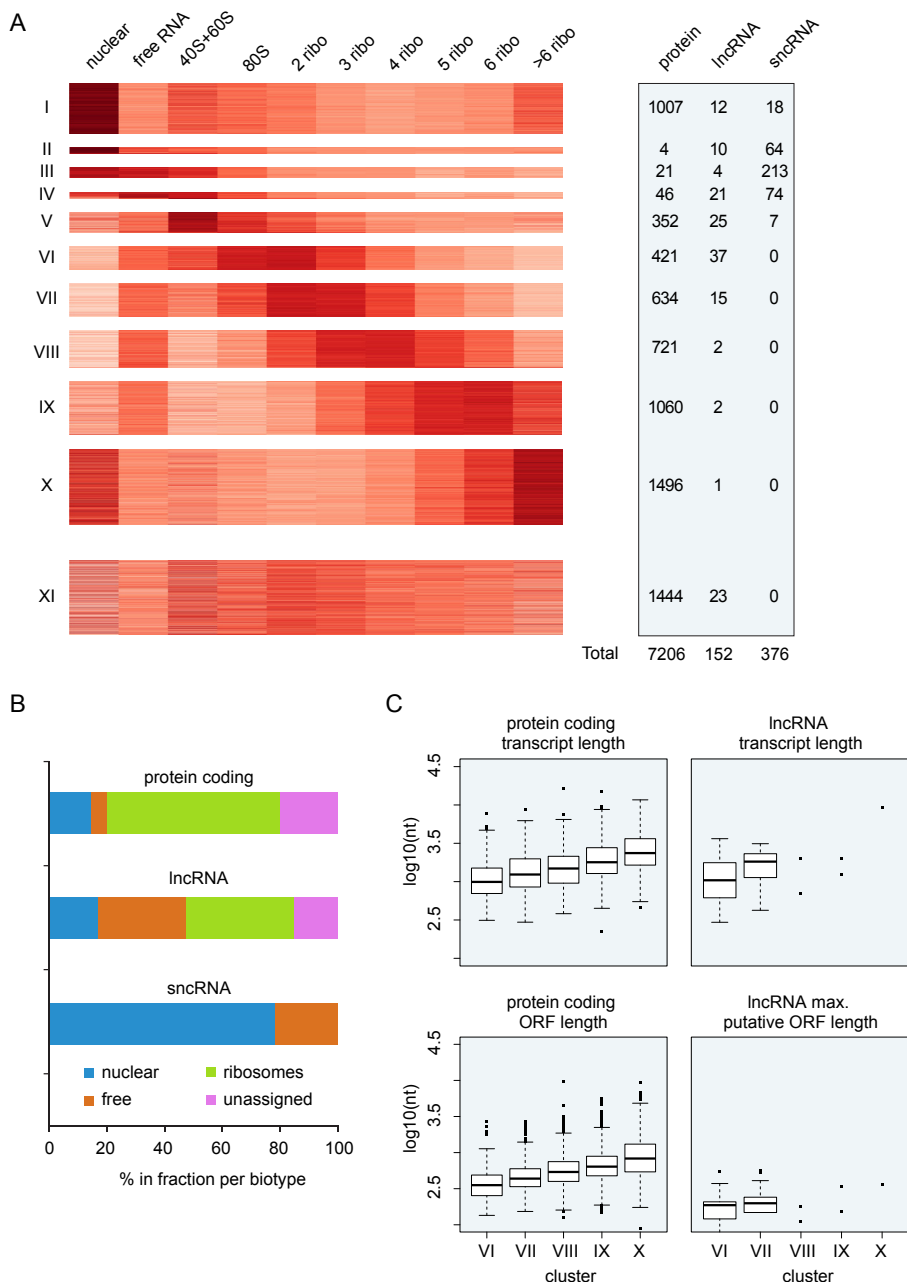 A
nuclear
free RNA
40S+60S
80S
2 ribo
3 ribo
4 ribo
5 ribo
6 ribo
>6 ribo
protein lncRNA sncRNA
I 1007 12 18
II 4 10 64
III 21 4 213
IV 46 21 74
V 352 25 7
VI 421 37 0
VII 634 15 0
VIII 721 2 0
IX 1060 2 0
X 1496 1 0
XI 1444 23 0
Total 7206 152 376
B
protein coding
lncRNA
sncRNA
nuclear
ribosomes
free
unassigned
0 20 40 60 80 100
% in fraction per biotype
C
protein coding
transcript length
lncRNA
transcript length
log10(nt)
4.5
3.5
2.5
protein coding
ORF length
lncRNA max.
putative ORF length
log10(nt)
4.5
3.5
2.5
VI VII VIII IX X
VI VII VIII IX X
cluster
cluster